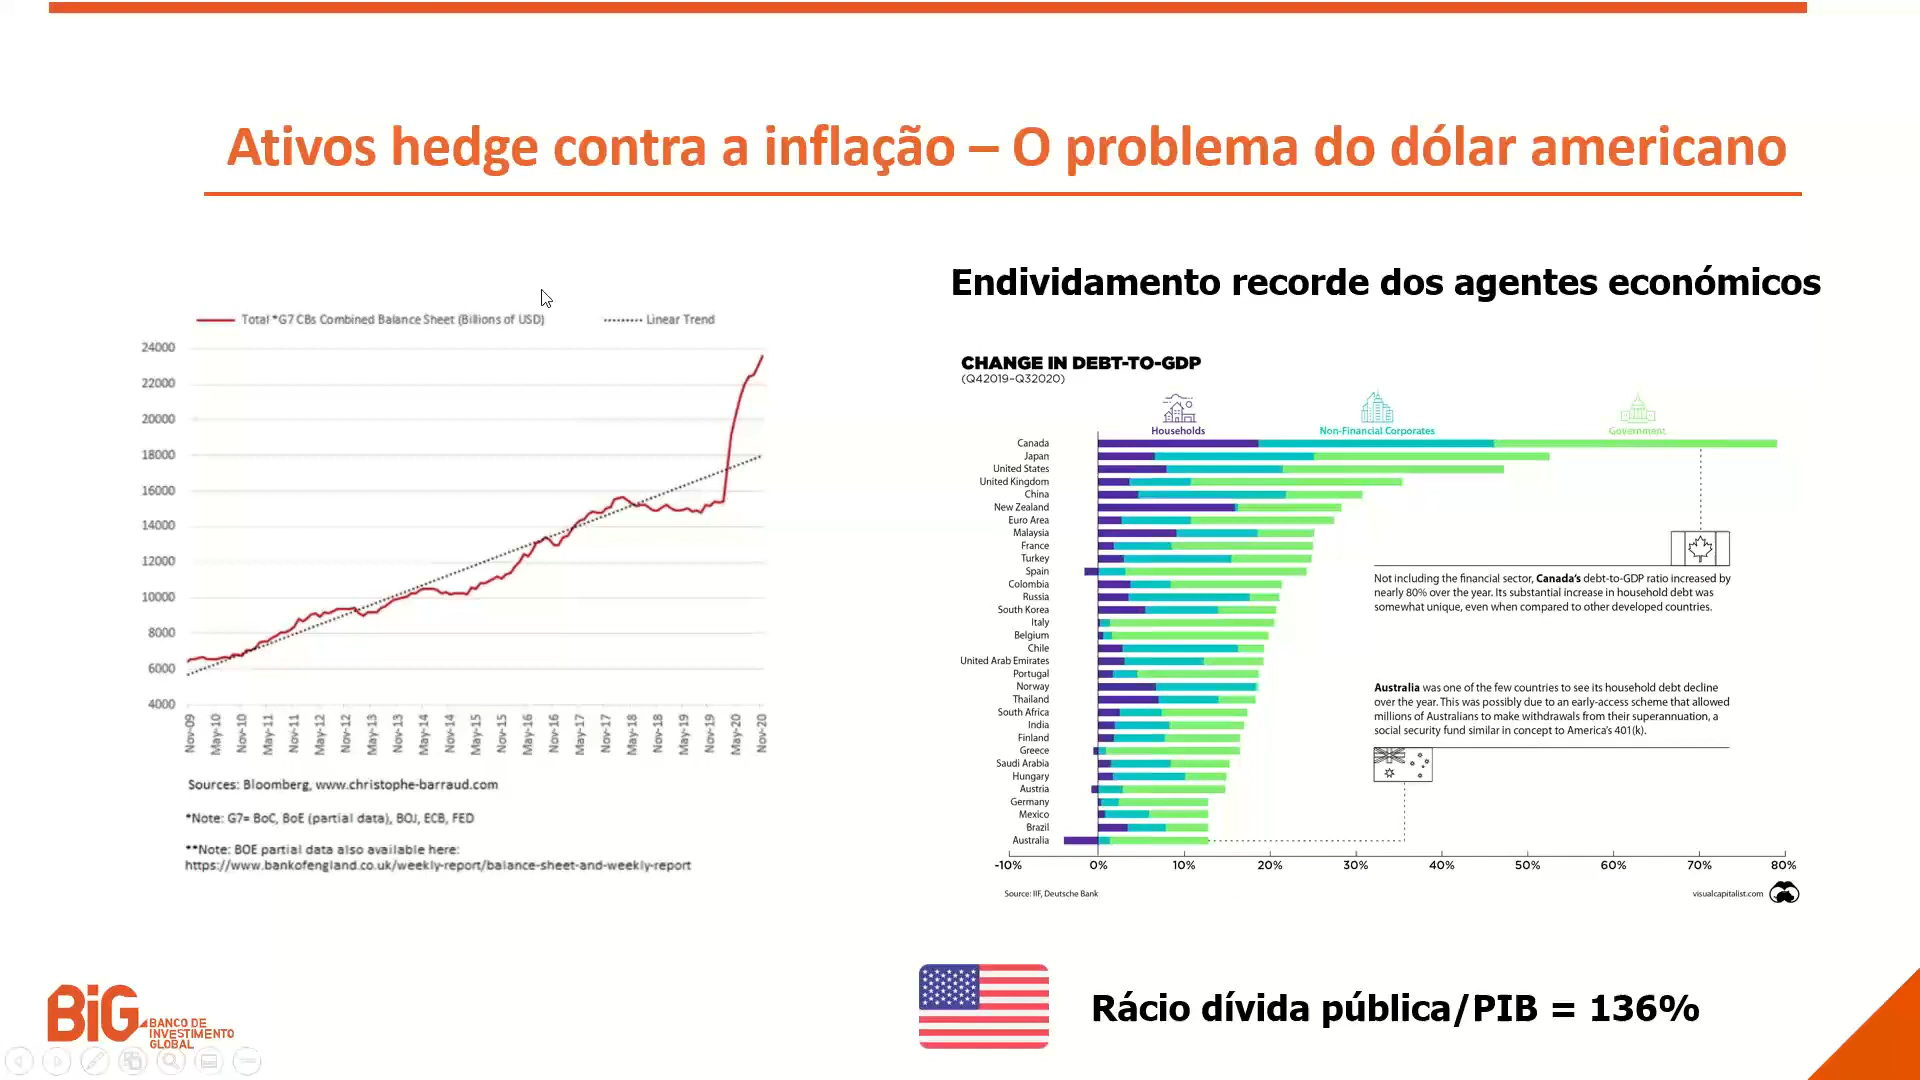 Ativos hedge contra a inflação – O problema do dólar americano
Total *G7 CBs Combined Balance Sheet (Billions of USD)
Linear Trend
24000
22000
20000
18000
16000
14000
12000
10000
8000
6000
4000
Nov-09
May-10
Nov-10
May-11
Nov-11
May-12
Nov-12
May-13
Nov-13
May-14
Nov-14
May-15
Nov-15
May-16
Nov-16
May-17
Nov-17
May-18
Nov-18
May-19
Nov-19
May-20
Nov-20
Sources: Bloomberg, www.christophe-barraud.com
*Note: G7= BoC, BoE (partial data), BOJ, ECB, FED
**Note: BOE partial data also available here:
https://www.bankofengland.co.uk/weekly-report/balance-sheet-and-weekly-report
Endividamento recorde dos agentes económicos
CHANGE IN DEBT-TO-GDP
(Q42019–Q32020)
Households
Non-Financial Corporates
Government
Canada
Japan
United States
United Kingdom
China
New Zealand
Euro Area
Malaysia
France
Turkey
Spain
Colombia
Russia
South Korea
Italy
Belgium
Chile
United Arab Emirates
Portugal
Norway
Thailand
South Africa
India
Finland
Greece
Saudi Arabia
Hungary
Austria
Germany
Mexico
Brazil
Australia
-10%
0%
10%
20%
30%
40%
50%
60%
70%
80%
Not including the financial sector, Canada's debt-to-GDP ratio increased by
nearly 80% over the year. Its substantial increase in household debt was
somewhat unique, even when compared to other developed countries.
Australia was one of the few countries to see its household debt decline
over the year. This was possibly due to an early-access scheme that allowed
millions of Australians to make withdrawals from their superannuation, a
social security fund similar in concept to America's 401(k).
Source: IIF, Deutsche Bank
visualcapitalist.com
Rácio dívida pública/PIB = 136%
BiG
BANCO DE
INVESTIMENTO
GLOBAL